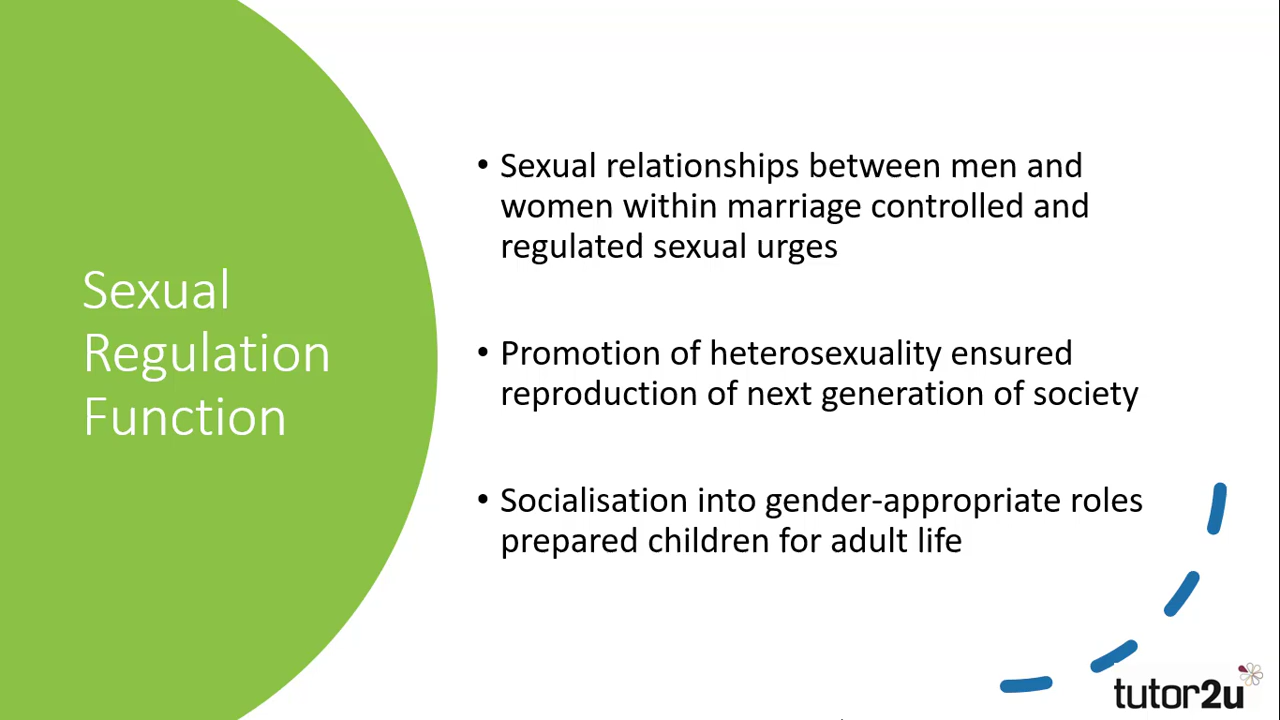 Sexual
Regulation
Function
• Sexual relationships between men and
women within marriage controlled and
regulated sexual urges
• Promotion of heterosexuality ensured
reproduction of next generation of society
• Socialisation into gender-appropriate roles
prepared children for adult life
tutor2u